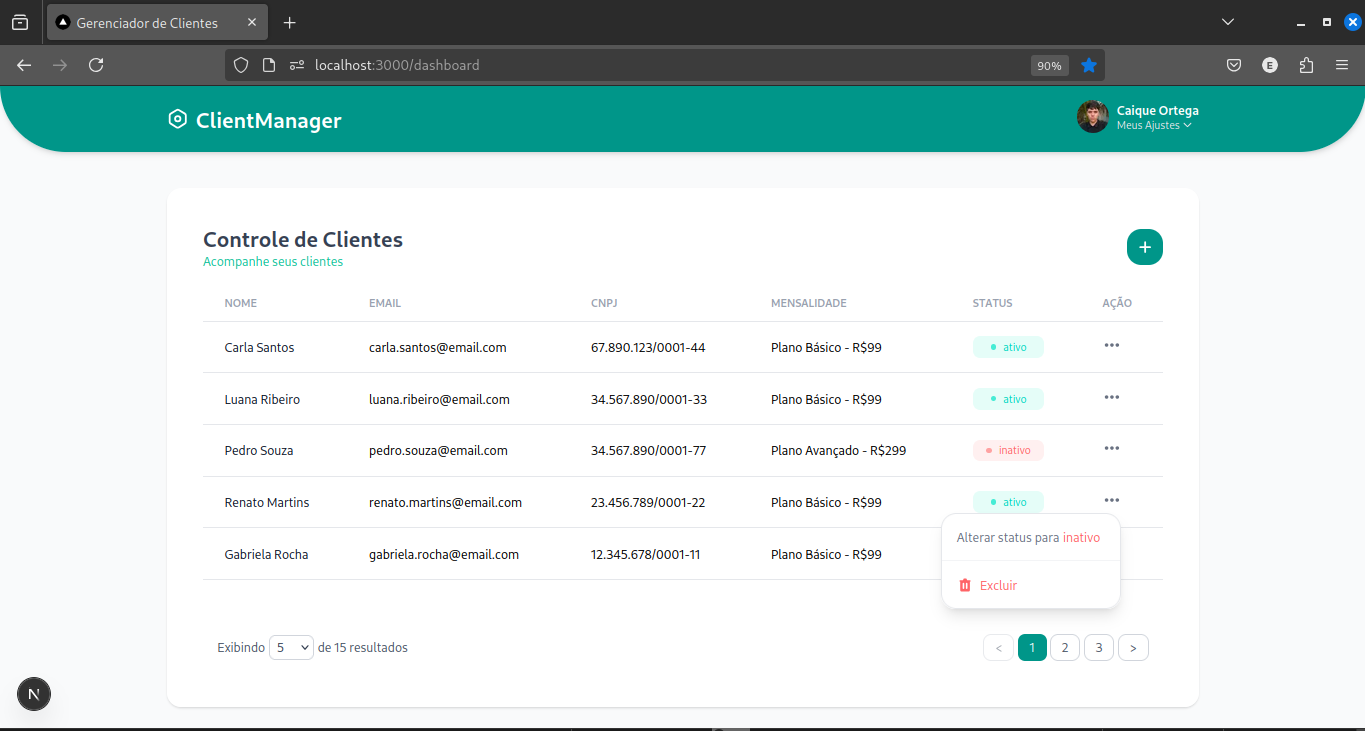 Gerenciador de Clientes
localhost:3000/dashboard
90%
E
ClientManager
Caique Ortega
Meus Ajustes
Controle de Clientes
Acompanhe seus clientes
+
NOME EMAIL CNPJ MENSALIDADE STATUS AÇÃO
Carla Santos carla.santos@email.com 67.890.123/0001-44 Plano Básico - R$99 ativo
Luana Ribeiro luana.ribeiro@email.com 34.567.890/0001-33 Plano Básico - R$99 ativo
Pedro Souza pedro.souza@email.com 34.567.890/0001-77 Plano Avançado - R$299 inativo
Renato Martins renato.martins@email.com 23.456.789/0001-22 Plano Básico - R$99 ativo
Gabriela Rocha gabriela.rocha@email.com 12.345.678/0001-11 Plano Básico - R$99
Alterar status para inativo
Excluir
Exibindo 5 de 15 resultados
< 1 2 3 >
N